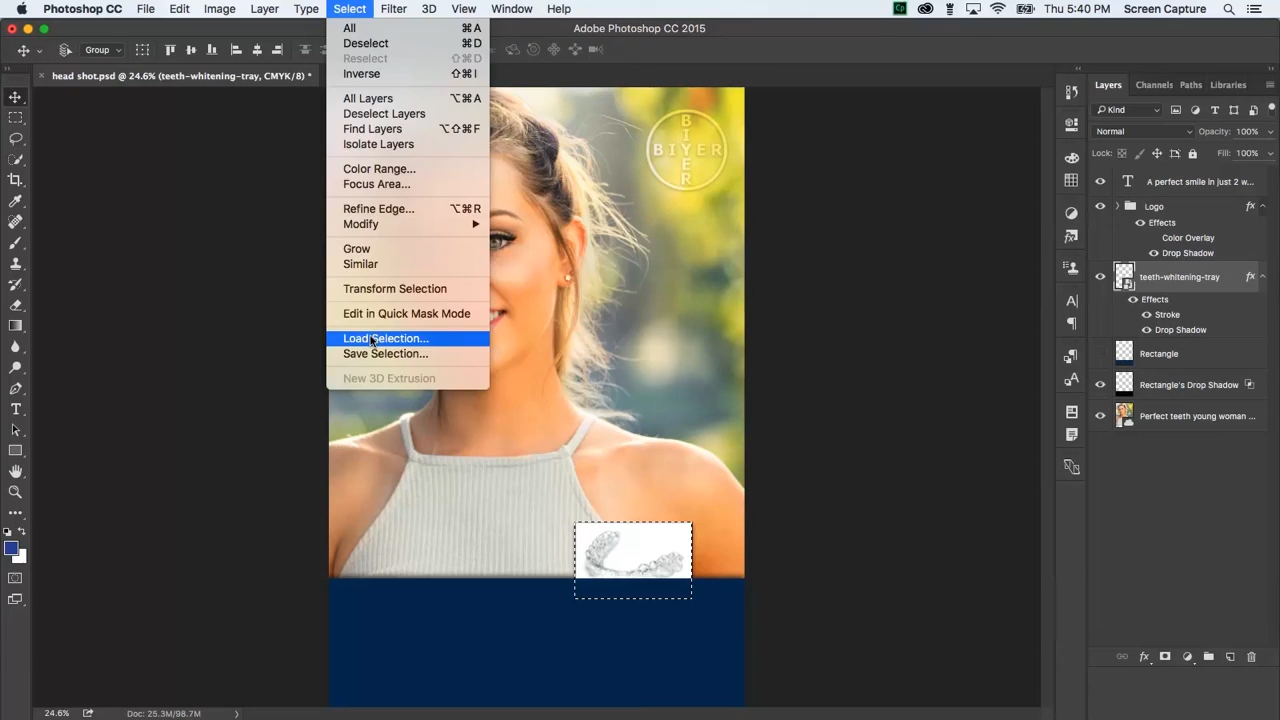 Photoshop CC File Edit Image Layer Type Select Filter 3D View Window Help Thu 5:40 PM Screen Capture
Adobe Photoshop CC 2015
Group
× head shot.psd @ 24.6% (teeth-whitening-tray, CMYK/8) *
All ⌘A
Deselect ⌘D
Reselect ⇧⌘D
Inverse ⇧⌘I
All Layers ⌥⌘A
Deselect Layers
Find Layers ⌥⇧⌘F
Isolate Layers
Color Range...
Focus Area...
Refine Edge... ⌥⌘R
Modify
Grow
Similar
Transform Selection
Edit in Quick Mask Mode
Load Selection...
Save Selection...
New 3D Extrusion
BIYER
BIYER
Layers Channels Paths Libraries
Kind
Normal Opacity: 100%
Lock: Fill: 100%
A perfect smile in just 2 w...
Logo fx
Effects
Color Overlay
Drop Shadow
teeth-whitening-tray fx
Effects
Stroke
Drop Shadow
Rectangle
Rectangle's Drop Shadow
Perfect teeth young woman ...
fx
24.6% Doc: 25.3M/98.7M